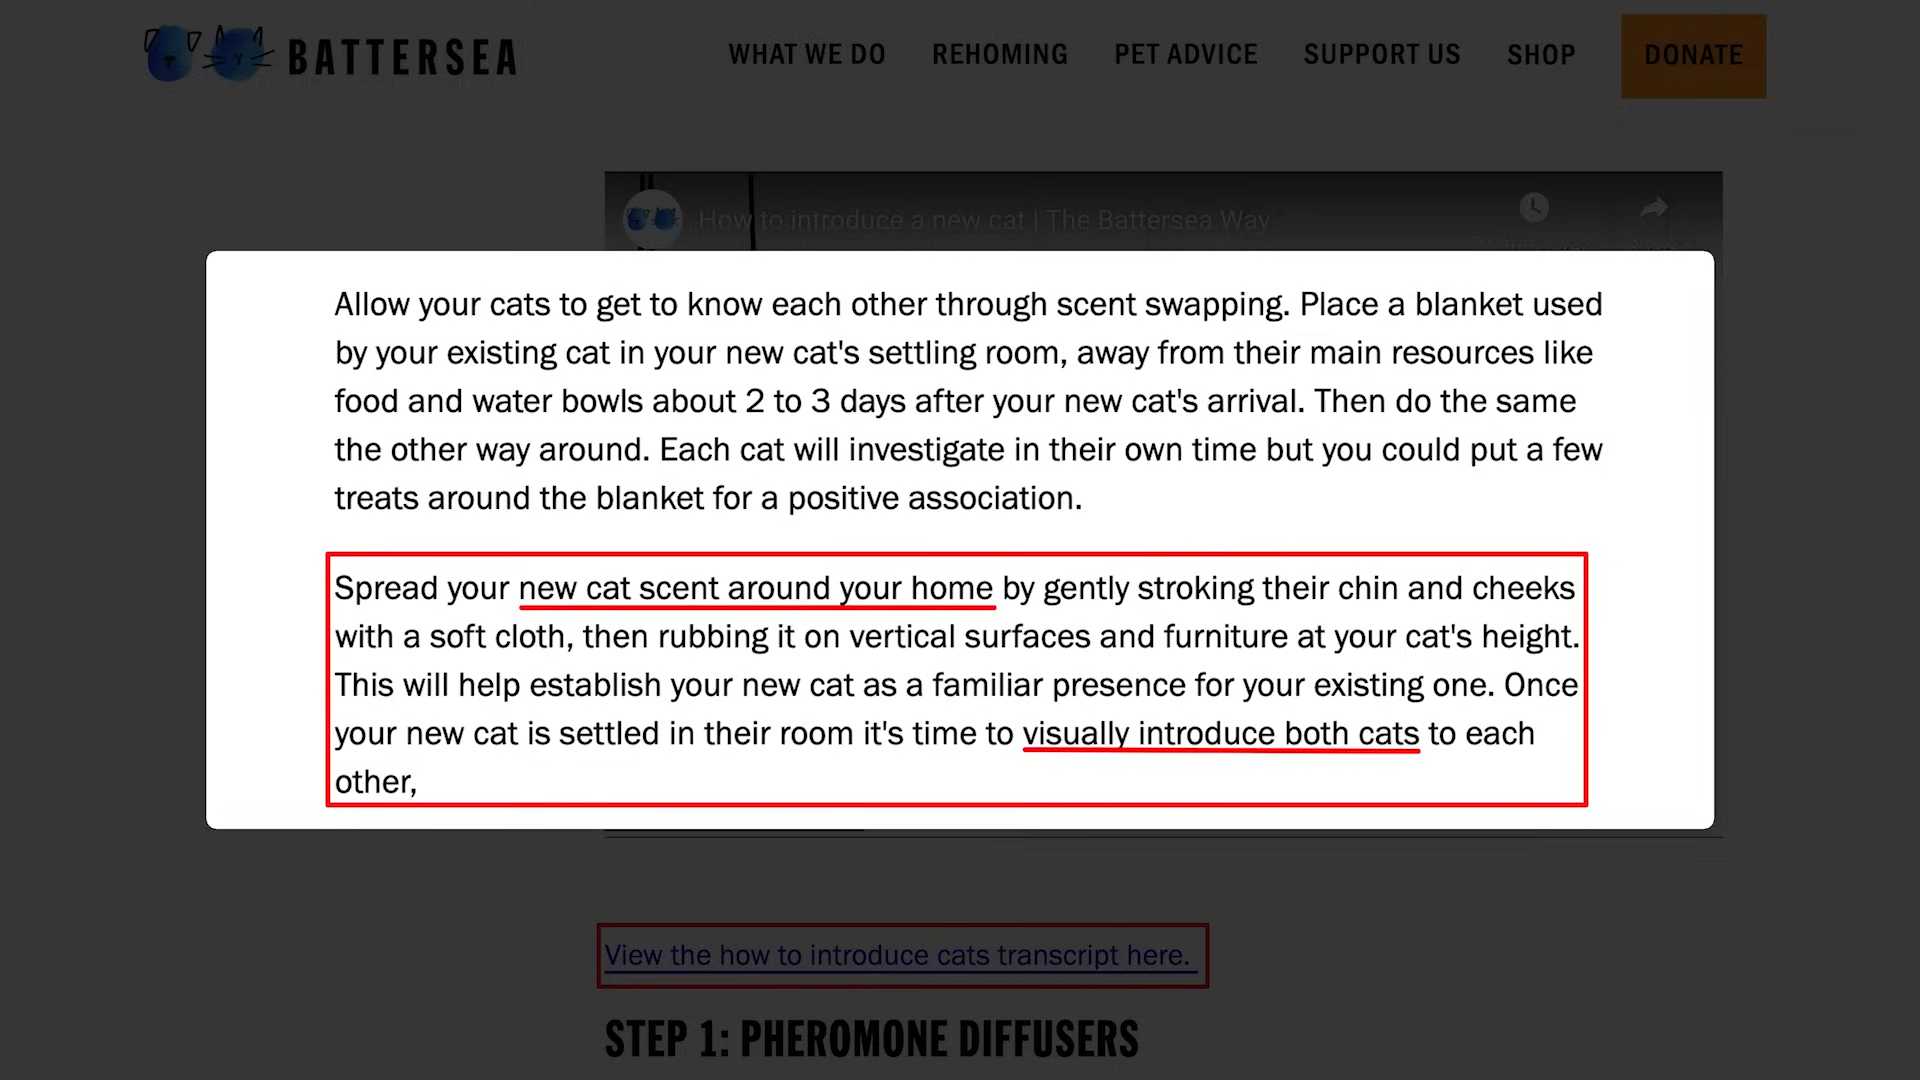 BATTERSEA
WHAT WE DO REHOMING PET ADVICE SUPPORT US SHOP DONATE
How to introduce a new cat | The Battersea Way
Allow your cats to get to know each other through scent swapping. Place a blanket used
by your existing cat in your new cat's settling room, away from their main resources like
food and water bowls about 2 to 3 days after your new cat's arrival. Then do the same
the other way around. Each cat will investigate in their own time but you could put a few
treats around the blanket for a positive association.
Spread your new cat scent around your home by gently stroking their chin and cheeks
with a soft cloth, then rubbing it on vertical surfaces and furniture at your cat's height.
This will help establish your new cat as a familiar presence for your existing one. Once
your new cat is settled in their room it's time to visually introduce both cats to each
other,
View the how to introduce cats transcript here.
STEP 1: PHEROMONE DIFFUSERS